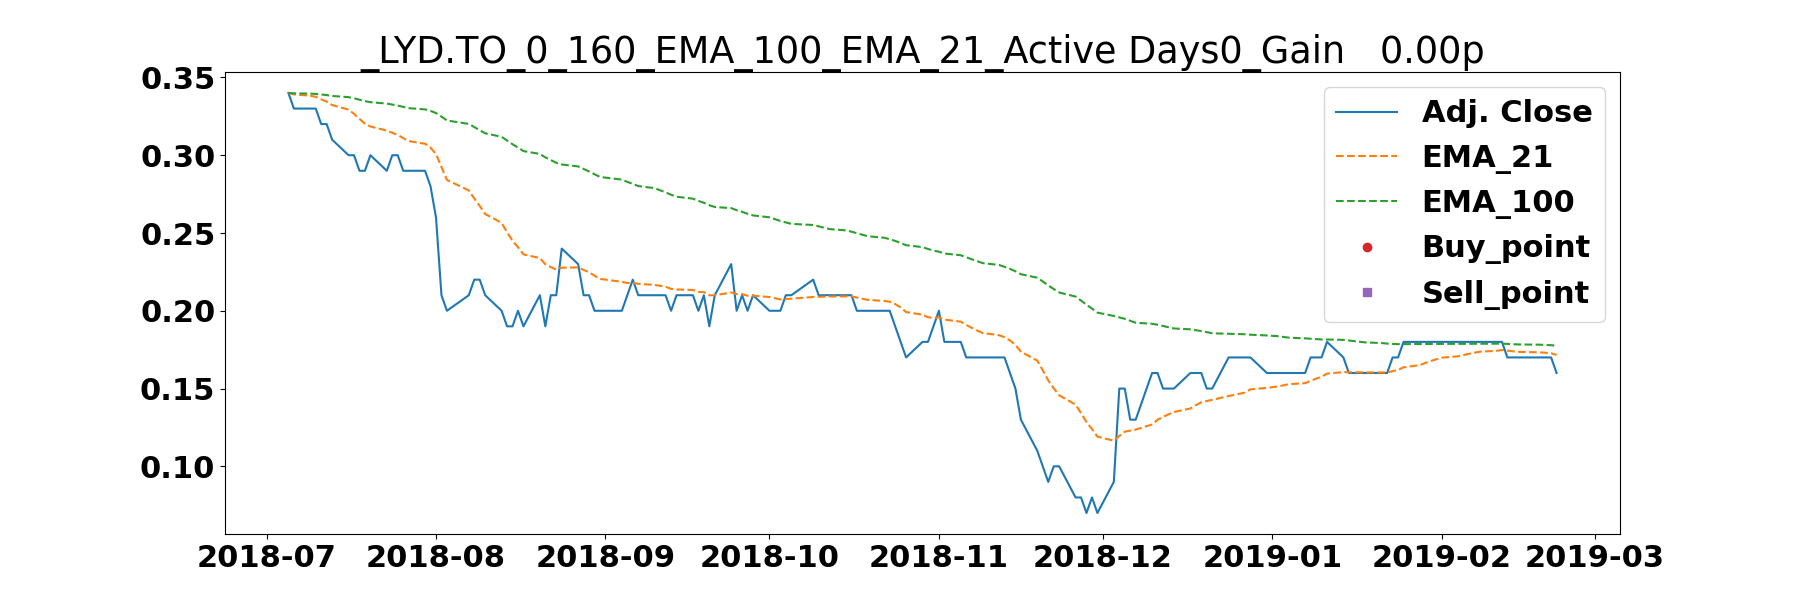 _LYD.TO_0_160_EMA_100_EMA_21_Active Days0_Gain   0.00p
0.35
0.30
0.25
0.20
0.15
0.10
Adj. Close
EMA_21
EMA_100
Buy_point
Sell_point
2018-07 2018-08 2018-09 2018-10 2018-11 2018-12 2019-01 2019-02 2019-03